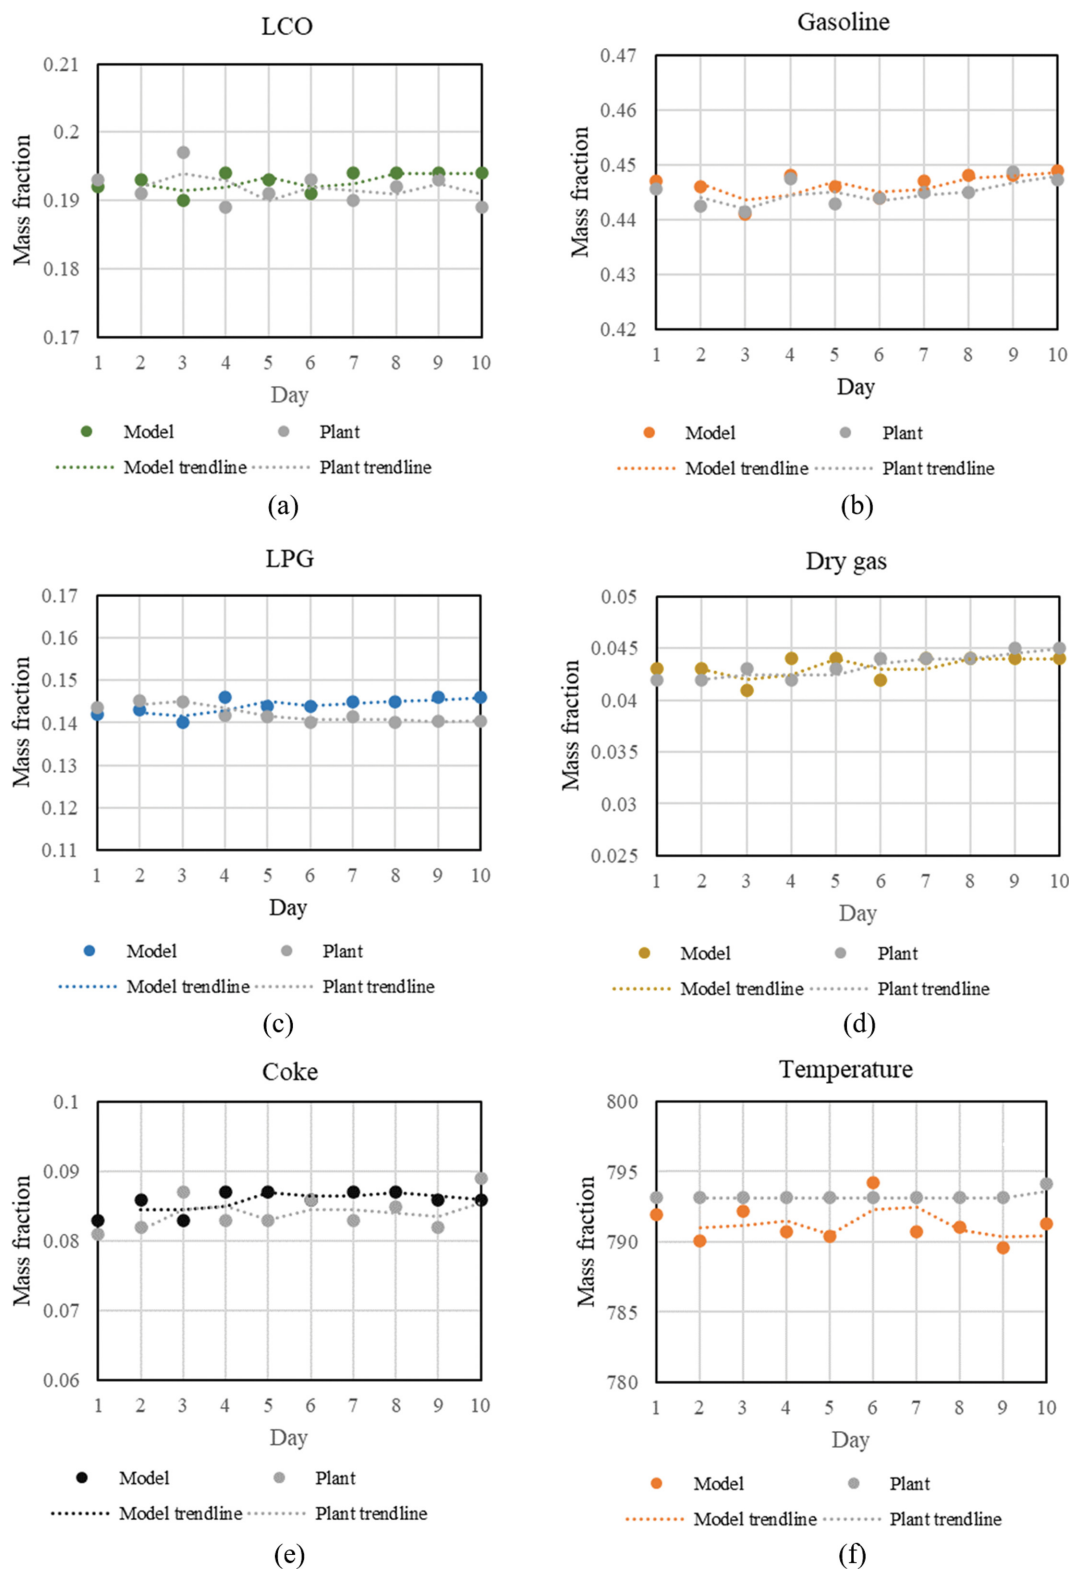 LCO
0.21
0.2
0.19
0.18
0.17
Mass fraction
1 2 3 4 5 6 7 8 9 10
Day
Model Plant
Model trendline Plant trendline
(a)
Gasoline
0.47
0.46
0.45
0.44
0.43
0.42
Mass fraction
1 2 3 4 5 6 7 8 9 10
Day
Model Plant
Model trendline Plant trendline
(b)
LPG
0.17
0.16
0.15
0.14
0.13
0.12
0.11
Mass fraction
1 2 3 4 5 6 7 8 9 10
Day
Model Plant
Model trendline Plant trendline
(c)
Dry gas
0.05
0.045
0.04
0.035
0.03
0.025
Mass fraction
1 2 3 4 5 6 7 8 9 10
Day
Model Plant
Model trendline Plant trendline
(d)
Coke
0.1
0.09
0.08
0.07
0.06
Mass fraction
1 2 3 4 5 6 7 8 9 10
Day
Model Plant
Model trendline Plant trendline
(e)
Temperature
800
795
790
785
780
Mass fraction
1 2 3 4 5 6 7 8 9 10
Day
Model Plant
Model trendline Plant trendline
(f)